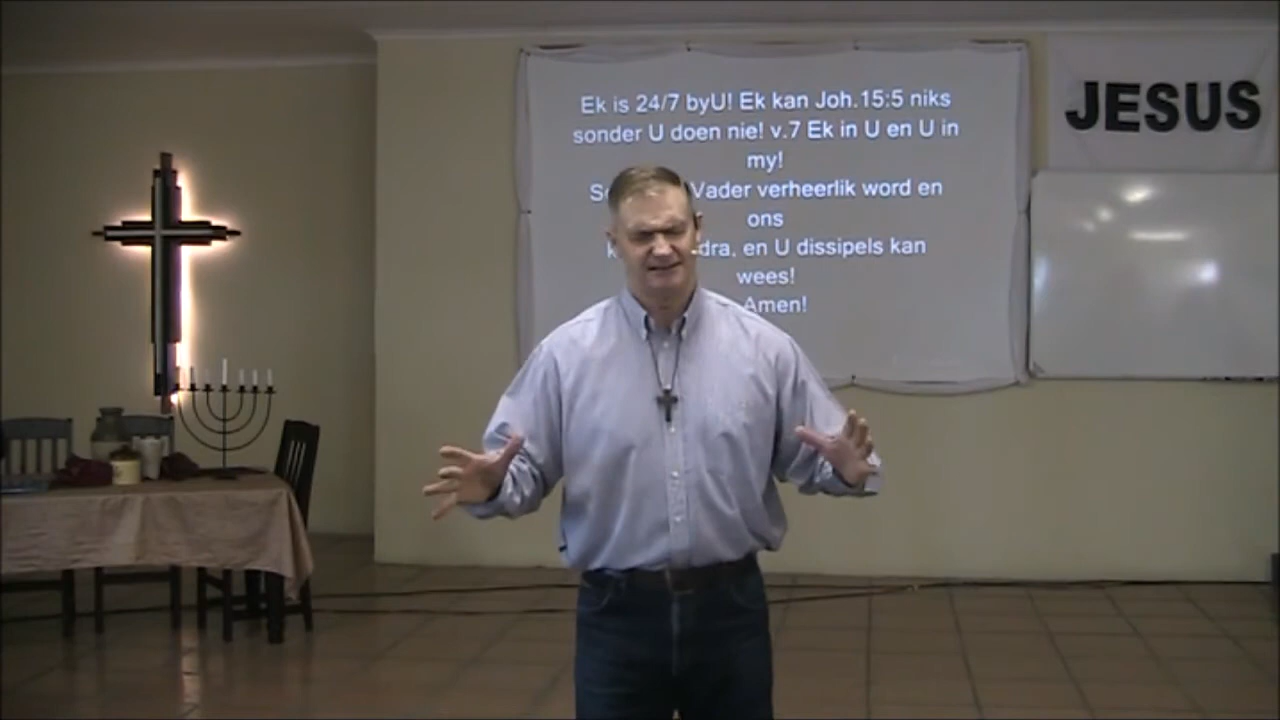 Ek is 24/7 byU! Ek kan Joh.15:5 niks
sonder U doen nie! v.7 Ek in U en U in
my!
Vader verheerlik word en
ons
dra, en U dissipels kan
wees!
Amen!
JESUS